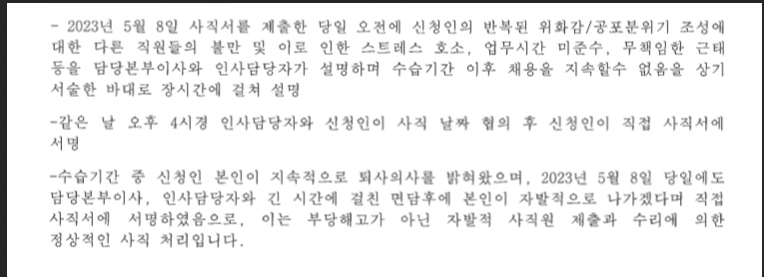 - 2023년 5월 8일 사직서를 제출한 당일 오전에 신청인의 반복된 위화감/공포분위기 조성에
대한 다른 직원들의 불만 및 이로 인한 스트레스 호소, 업무시간 미준수, 무책임한 근태
등을 담당본부이사와 인사담당자가 설명하며 수습기간 이후 채용을 지속할수 없음을 상기
서술한 바대로 장시간에 걸쳐 설명
-같은 날 오후 4시경 인사담당자와 신청인이 사직 날짜 협의 후 신청인이 직접 사직서에
서명
-수습기간 중 신청인 본인이 지속적으로 퇴사의사를 밝혀왔으며, 2023년 5월 8일 당일에도
담당본부이사, 인사담당자와 긴 시간에 걸친 면담후에 본인이 자발적으로 나가겠다며 직접
사직서에 서명하였음으로, 이는 부당해고가 아닌 자발적 사직원 제출과 수리에 의한
정상적인 사직 처리입니다.